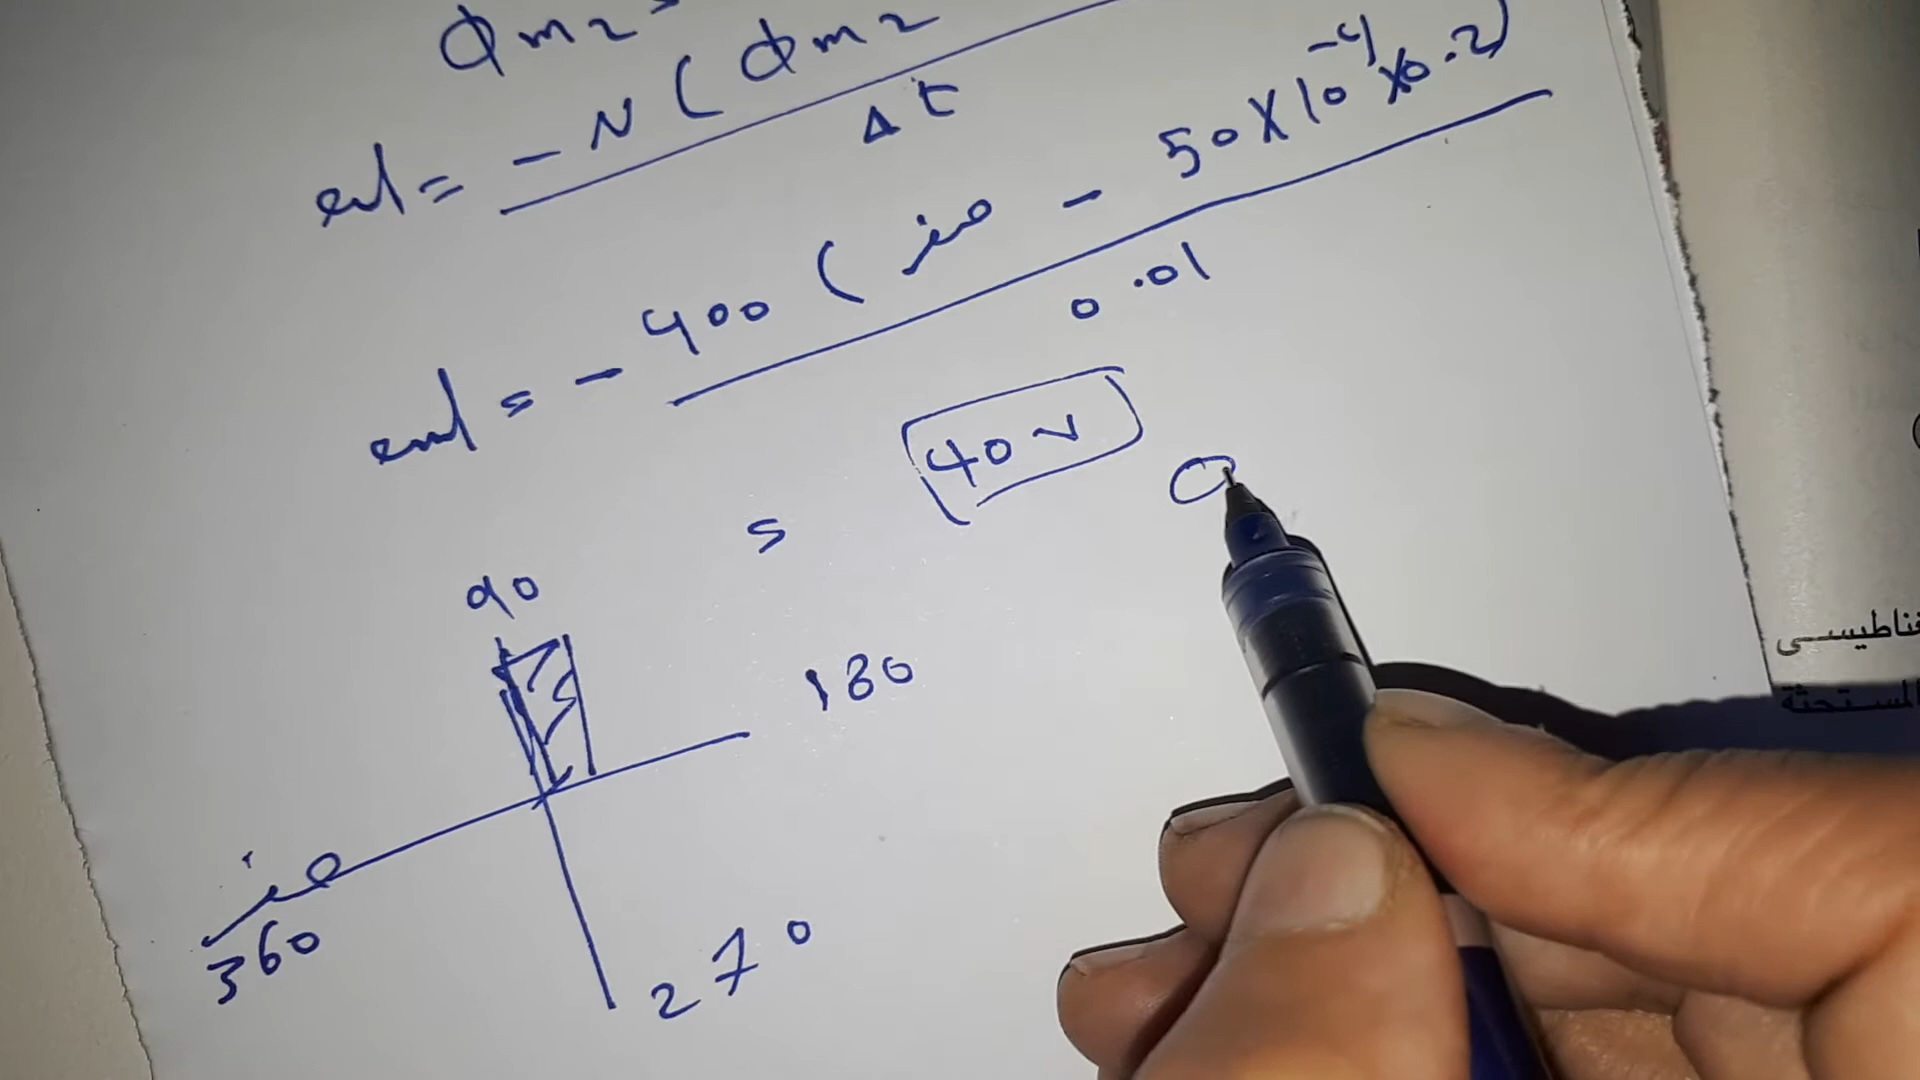 Φm2 =
emf = -N (Φm2
Δt
emf = -400 (صفر - 50 X 10⁻⁴ X 0.2)
0.01
= 40 v
90
180
صفر
360
270
المستحثة